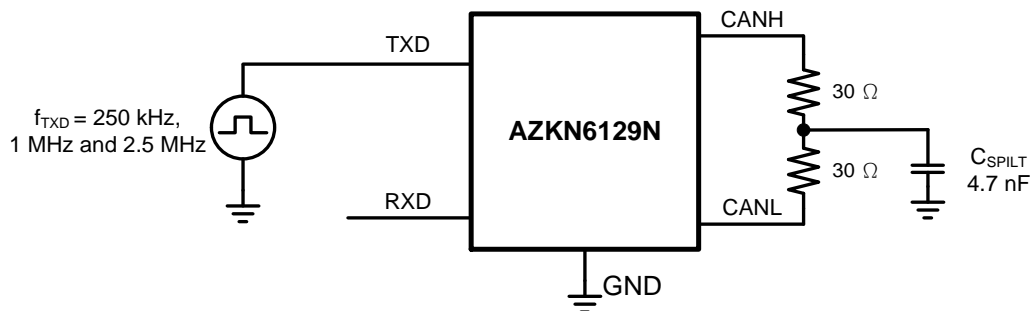 CANH
TXD
30 Ω
f_TXD = 250 kHz,
1 MHz and 2.5 MHz
AZKN6129N
C_SPILT
4.7 nF
30 Ω
RXD
CANL
GND